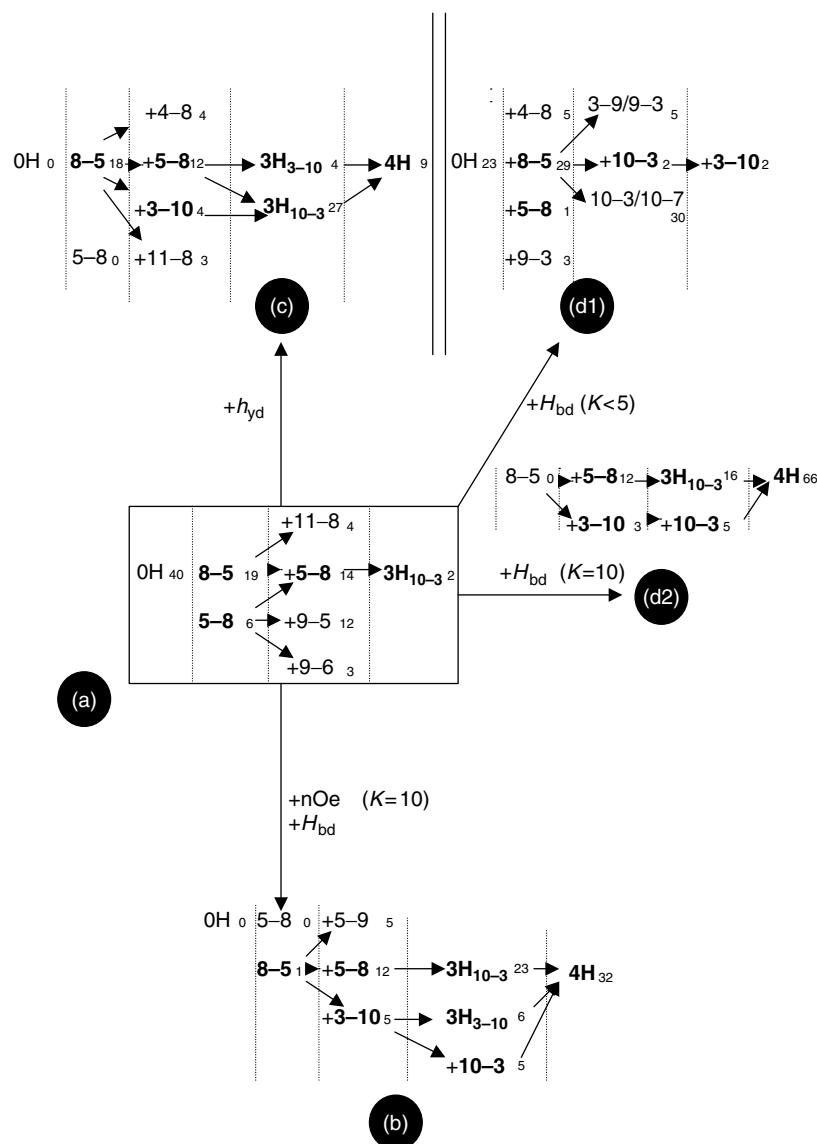 +4–8 4
0H 0 8–5 18 +5–8 12 3H3–10 4 4H 9
+3–10 4 3H10–3 27
5–8 0 +11–8 3
(c)
+4–8 5 3–9/9–3 5
0H 23 +8–5 29 +10–3 2 +3–10 2
+5–8 1 10–3/10–7 30
+9–3 3
(d1)
+hyd
+Hbd (K<5)
8–5 0 +5–8 12 3H10–3 16 4H 66
+3–10 3 +10–3 5
+Hbd (K=10)
(d2)
+11–8 4
0H 40 8–5 19 +5–8 14 3H10–3 2
5–8 6 +9–5 12
+9–6 3
(a)
+nOe (K=10)
+Hbd
0H 0 5–8 0 +5–9 5
8–5 1 +5–8 12 3H10–3 23 4H 32
+3–10 5 3H3–10 6
+10–3 5
(b)